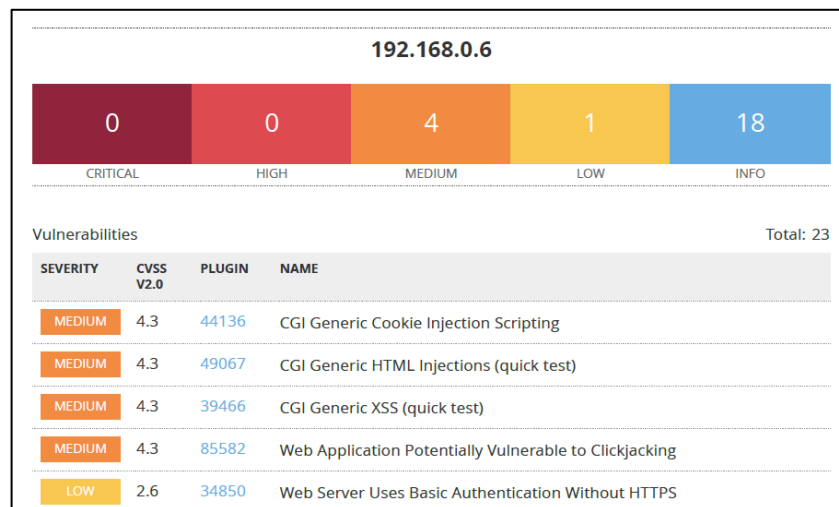 192.168.0.6
0 0 4 1 18
CRITICAL HIGH MEDIUM LOW INFO
Vulnerabilities Total: 23
SEVERITY CVSS V2.0 PLUGIN NAME
MEDIUM 4.3 44136 CGI Generic Cookie Injection Scripting
MEDIUM 4.3 49067 CGI Generic HTML Injections (quick test)
MEDIUM 4.3 39466 CGI Generic XSS (quick test)
MEDIUM 4.3 85582 Web Application Potentially Vulnerable to Clickjacking
LOW 2.6 34850 Web Server Uses Basic Authentication Without HTTPS